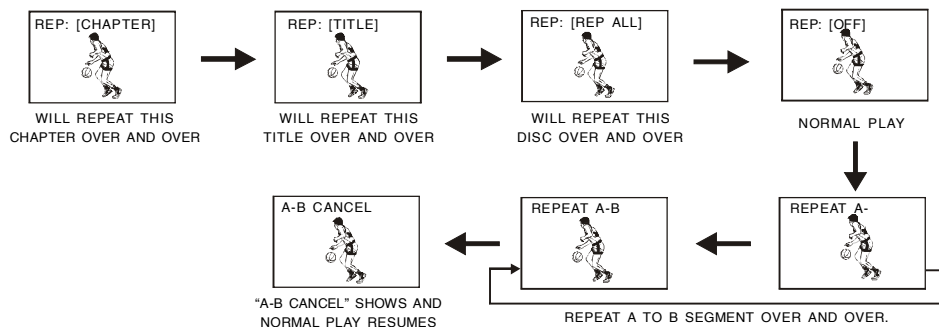 REP: [CHAPTER]
WILL REPEAT THIS
CHAPTER OVER AND OVER
REP: [TITLE]
WILL REPEAT THIS
TITLE OVER AND OVER
REP: [REP ALL]
WILL REPEAT THIS
DISC OVER AND OVER
REP: [OFF]
NORMAL PLAY
REPEAT A-
REPEAT A-B
REPEAT A TO B SEGMENT OVER AND OVER.
A-B CANCEL
“A-B CANCEL” SHOWS AND
NORMAL PLAY RESUMES